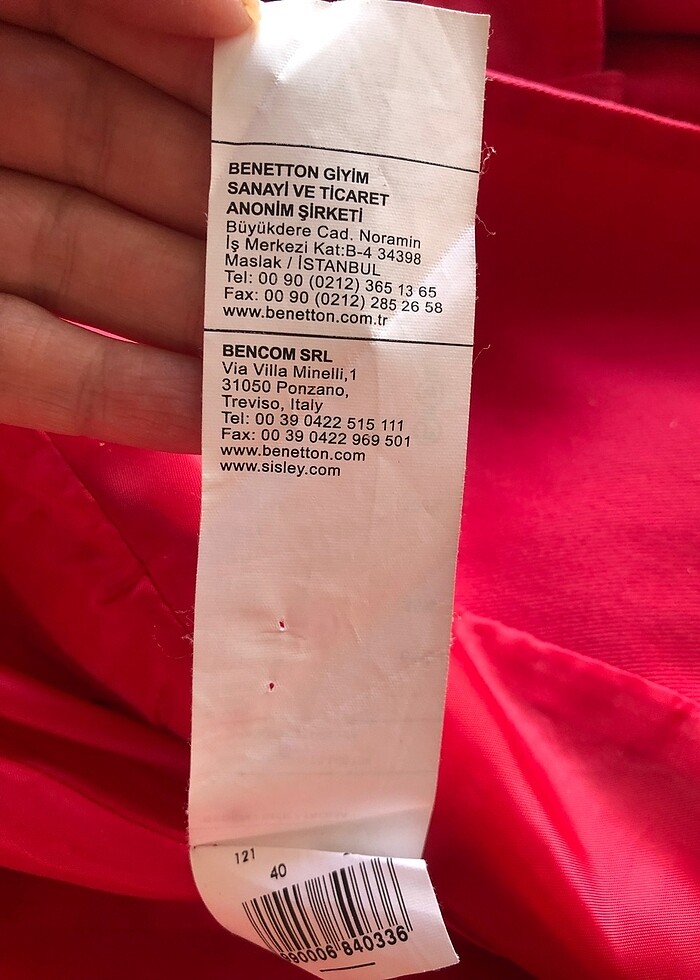 BENETTON GİYİM
SANAYİ VE TİCARET
ANONİM ŞİRKETİ
Büyükdere Cad. Noramin
İş Merkezi Kat:B-4 34398
Maslak / İSTANBUL
Tel: 00 90 (0212) 365 13 65
Fax: 00 90 (0212) 285 26 58
www.benetton.com.tr
BENCOM SRL
Via Villa Minelli,1
31050 Ponzano,
Treviso, Italy
Tel: 00 39 0422 515 111
Fax: 00 39 0422 969 501
www.benetton.com
www.sisley.com
121
40
840336